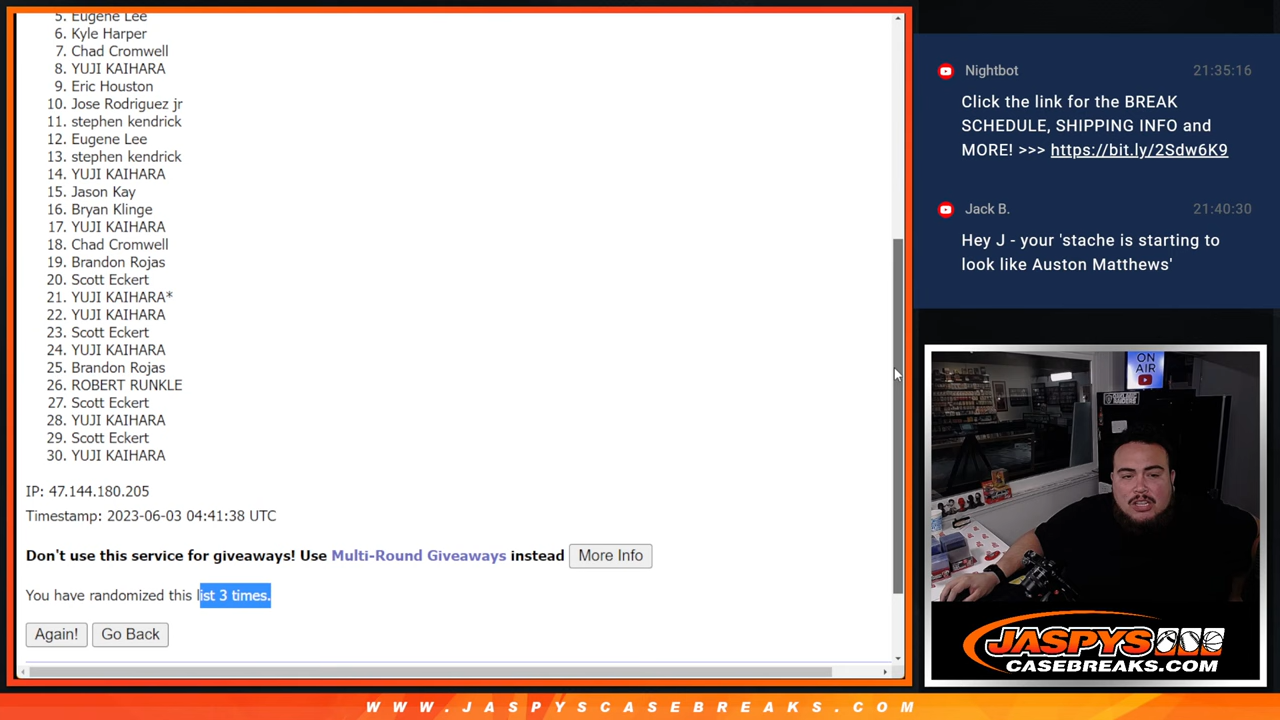 5. Eugene Lee
6. Kyle Harper
7. Chad Cromwell
8. YUJI KAIHARA
9. Eric Houston
10. Jose Rodriguez jr
11. stephen kendrick
12. Eugene Lee
13. stephen kendrick
14. YUJI KAIHARA
15. Jason Kay
16. Bryan Klinge
17. YUJI KAIHARA
18. Chad Cromwell
19. Brandon Rojas
20. Scott Eckert
21. YUJI KAIHARA*
22. YUJI KAIHARA
23. Scott Eckert
24. YUJI KAIHARA
25. Brandon Rojas
26. ROBERT RUNKLE
27. Scott Eckert
28. YUJI KAIHARA
29. Scott Eckert
30. YUJI KAIHARA
IP: 47.144.180.205
Timestamp: 2023-06-03 04:41:38 UTC
Don't use this service for giveaways! Use Multi-Round Giveaways instead More Info
You have randomized this list 3 times.
Again! Go Back
Nightbot 21:35:16
Click the link for the BREAK
SCHEDULE, SHIPPING INFO and
MORE! >>> https://bit.ly/2Sdw6K9
Jack B. 21:40:30
Hey J - your 'stache is starting to
look like Auston Matthews'
ON
AIR
JASPYS
CASEBREAKS.COM
WWW.JASPYSCASEBREAKS.COM